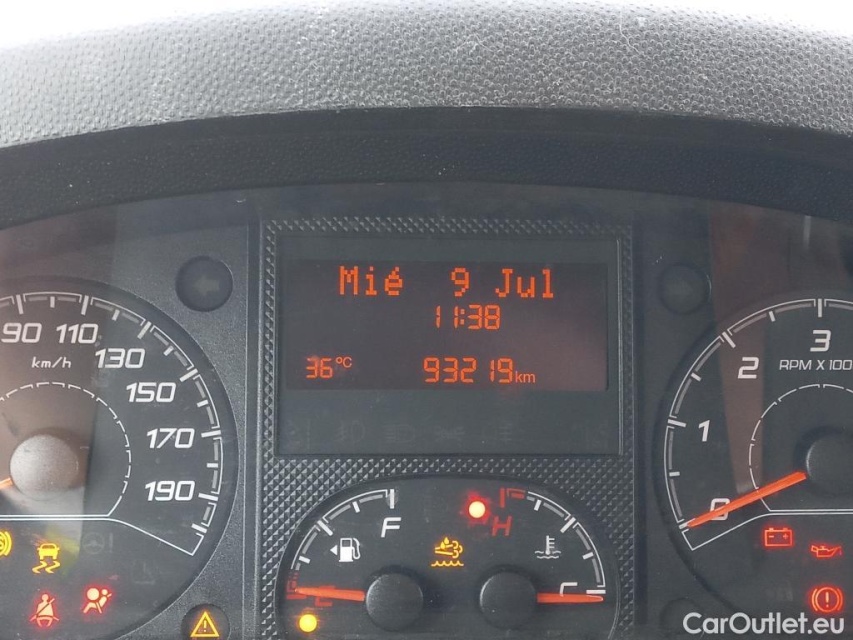 Mié 9 Jul
11:38
36°C 93219km
90 110 130 150 170 190
km/h
0 1 2 3
RPM X 100
F
H
C
CarOutlet.eu